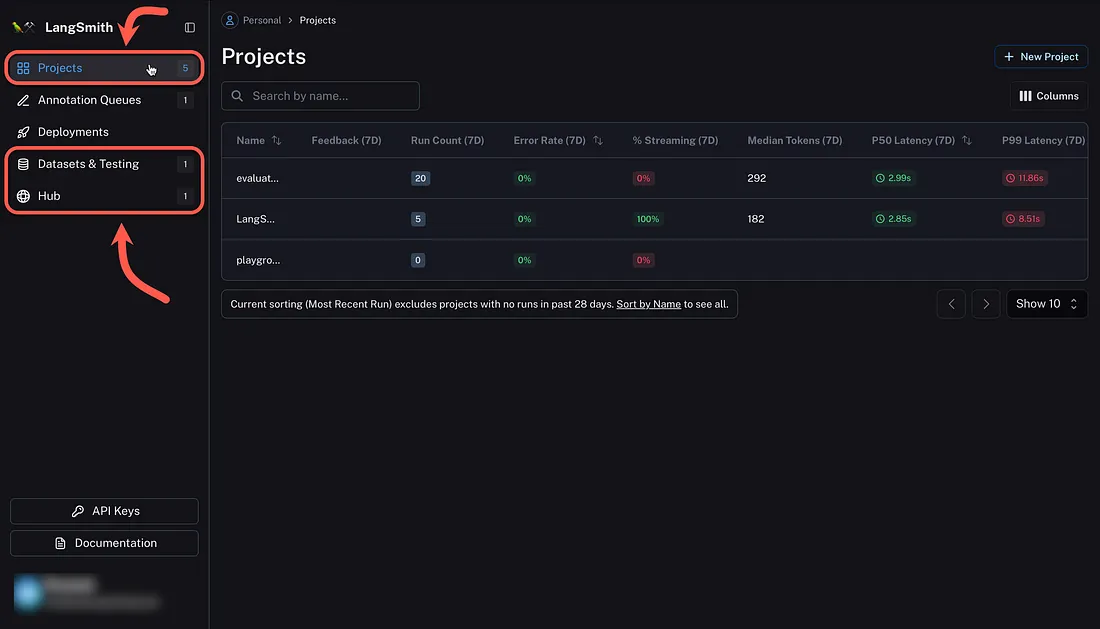 LangSmith
Projects 5
Annotation Queues 1
Deployments
Datasets & Testing 1
Hub 1
API Keys
Documentation
Personal > Projects
Projects
+ New Project
Search by name...
Columns
Name Feedback (7D) Run Count (7D) Error Rate (7D) % Streaming (7D) Median Tokens (7D) P50 Latency (7D) P99 Latency (7D)
evaluat... 20 0% 0% 292 2.99s 11.86s
LangS... 5 0% 100% 182 2.85s 8.51s
playgro... 0 0% 0%
Current sorting (Most Recent Run) excludes projects with no runs in past 28 days. Sort by Name to see all.
Show 10